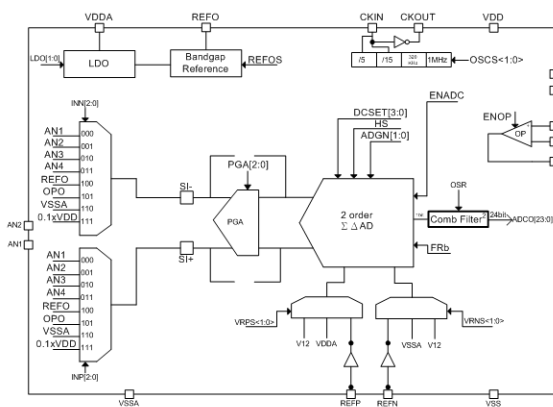 VDDA
REFO
CKIN
CKOUT
VDD
LDO[1:0]
LDO
Bandgap
Reference
REFOS
/5
/15
1MHz
OSCS<1:0>
INN[2:0]
AN1 000
AN2 001
AN3 010
AN4 011
REFO 100
OPO 101
VSSA 110
0.1xVDD 111
SI-
PGA[2:0]
PGA
SI+
DCSET[3:0]
HS
ADGN[1:0]
ENADC
ENOP
OP
2 order
Σ Δ AD
OSR
Comb Filter
24bit
ADCO[23:0]
FRb
AN2
AN1
AN1 000
AN2 001
AN3 010
AN4 011
REFO 100
OPO 101
VSSA 110
0.1xVDD 111
INP[2:0]
VRPS<1:0>
V12
VDDA
VSSA
V12
VRNS<1:0>
VSSA
REFP
REFN
VSS